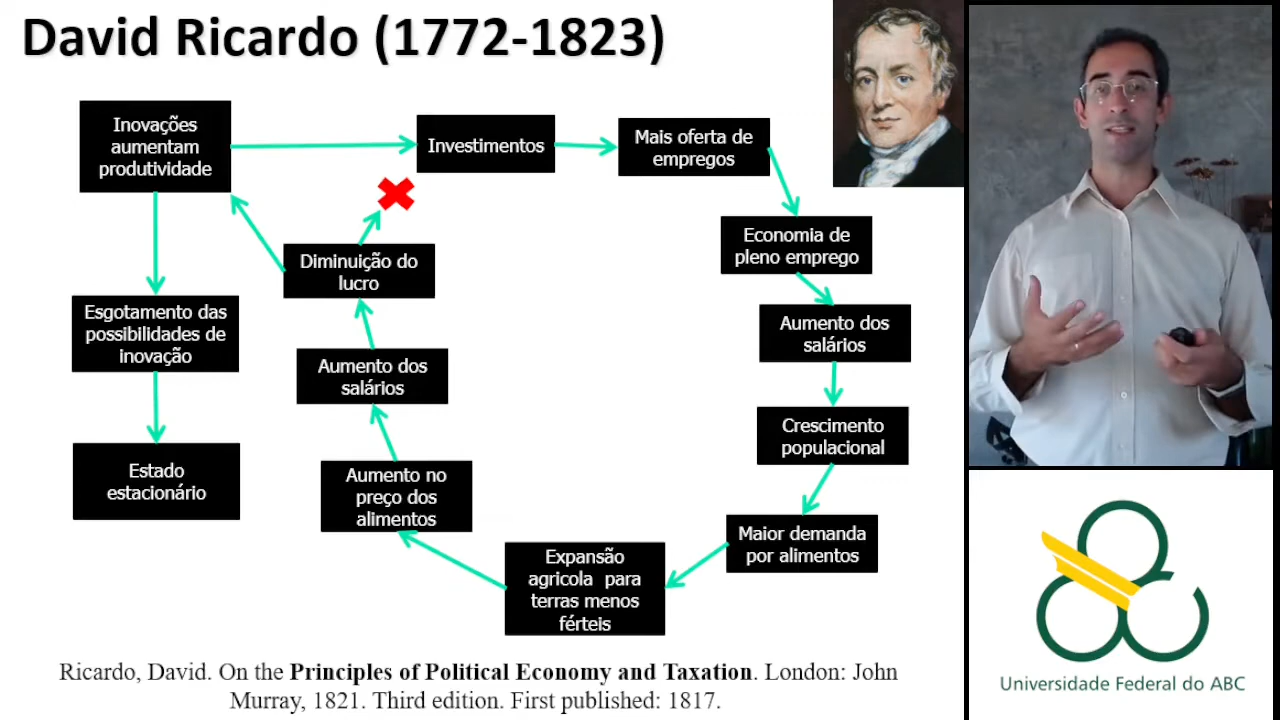 David Ricardo (1772-1823)
Inovações
aumentam
produtividade
Investimentos
Mais oferta de
empregos
Economia de
pleno emprego
Aumento dos
salários
Crescimento
populacional
Maior demanda
por alimentos
Expansão
agricola para
terras menos
férteis
Aumento no
preço dos
alimentos
Aumento dos
salários
Diminuição do
lucro
Esgotamento das
possibilidades de
inovação
Estado
estacionário
Ricardo, David. On the Principles of Political Economy and Taxation. London: John
Murray, 1821. Third edition. First published: 1817.
Universidade Federal do ABC